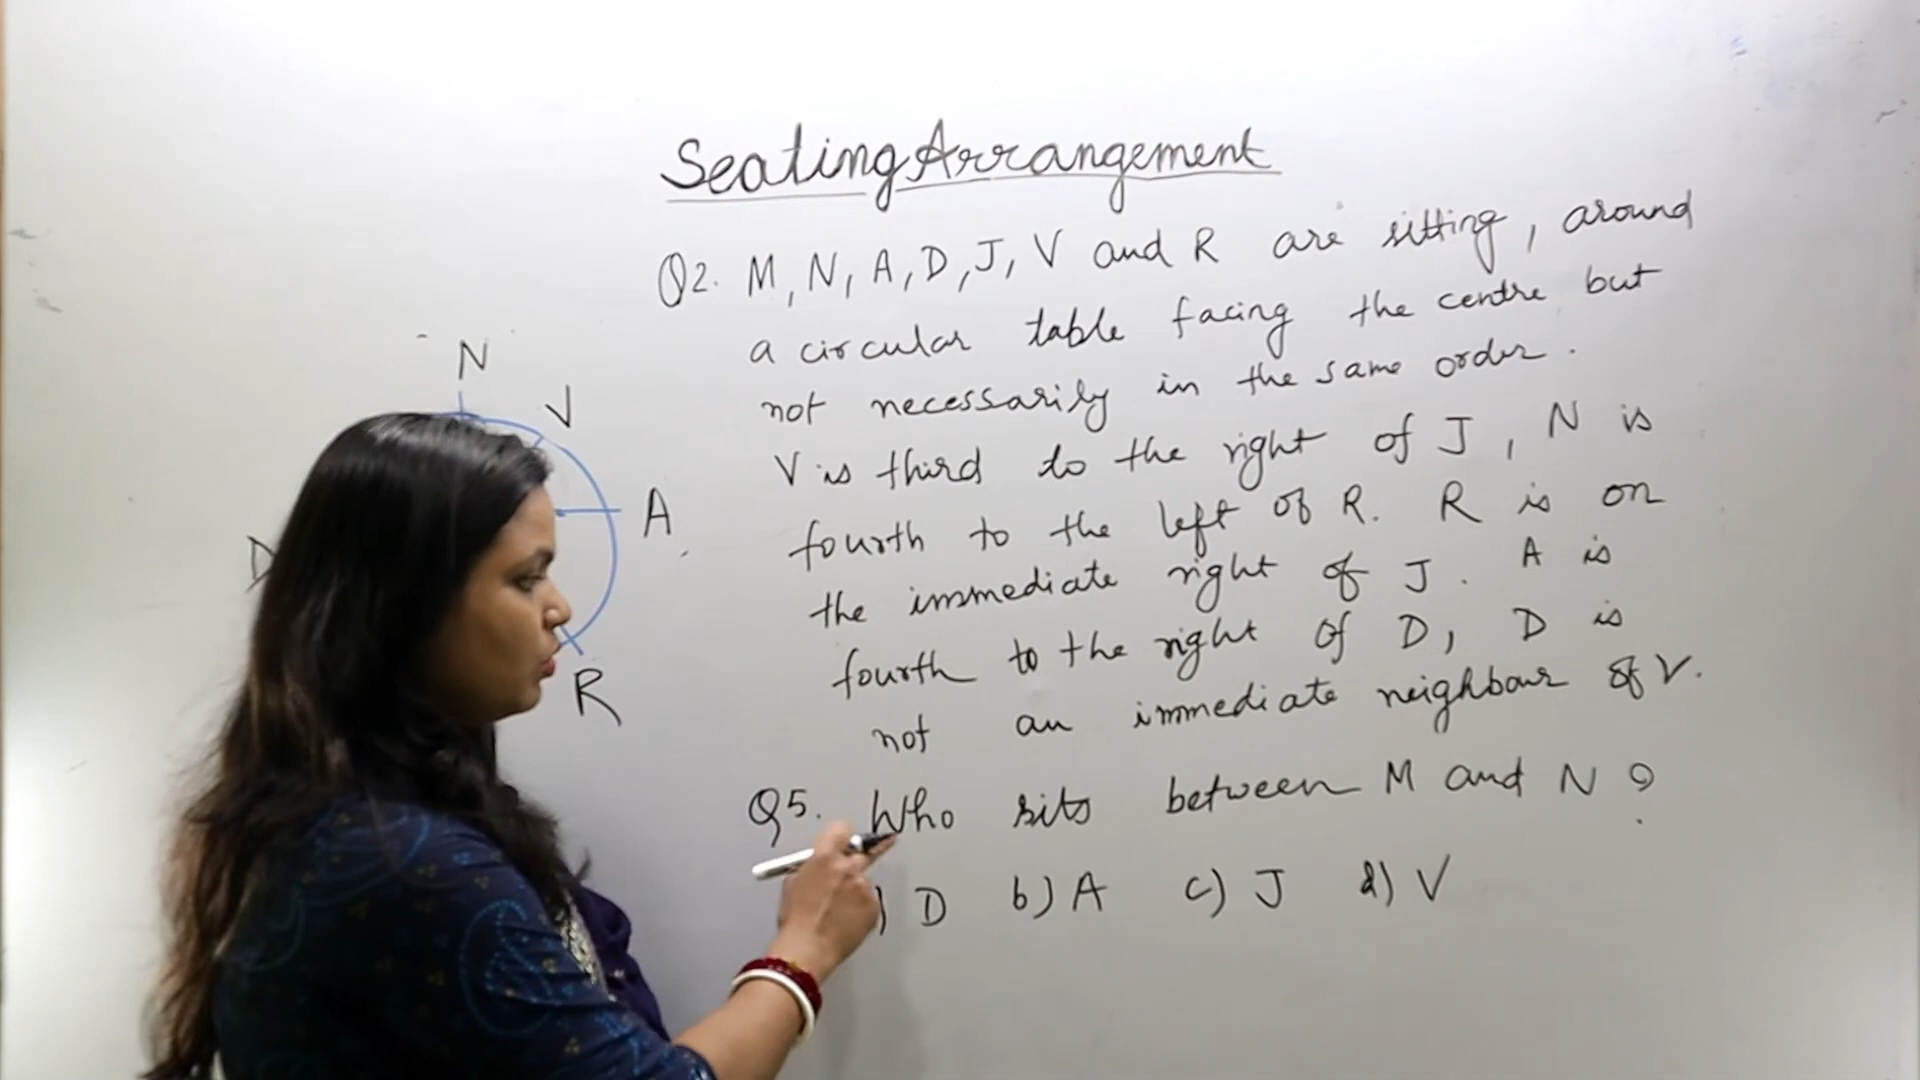 Seating Arrangement
Q2. M, N, A, D, J, V and R are sitting, around
a circular table facing the centre but
not necessarily in the same order.
V is third to the right of J, N is
fourth to the left of R. R is on
the immediate right of J. A is
fourth to the right of D, D is
not an immediate neighbour of V.
Q5. Who sits between M and N?
) D b) A c) J d) V
N
V
A
D
R